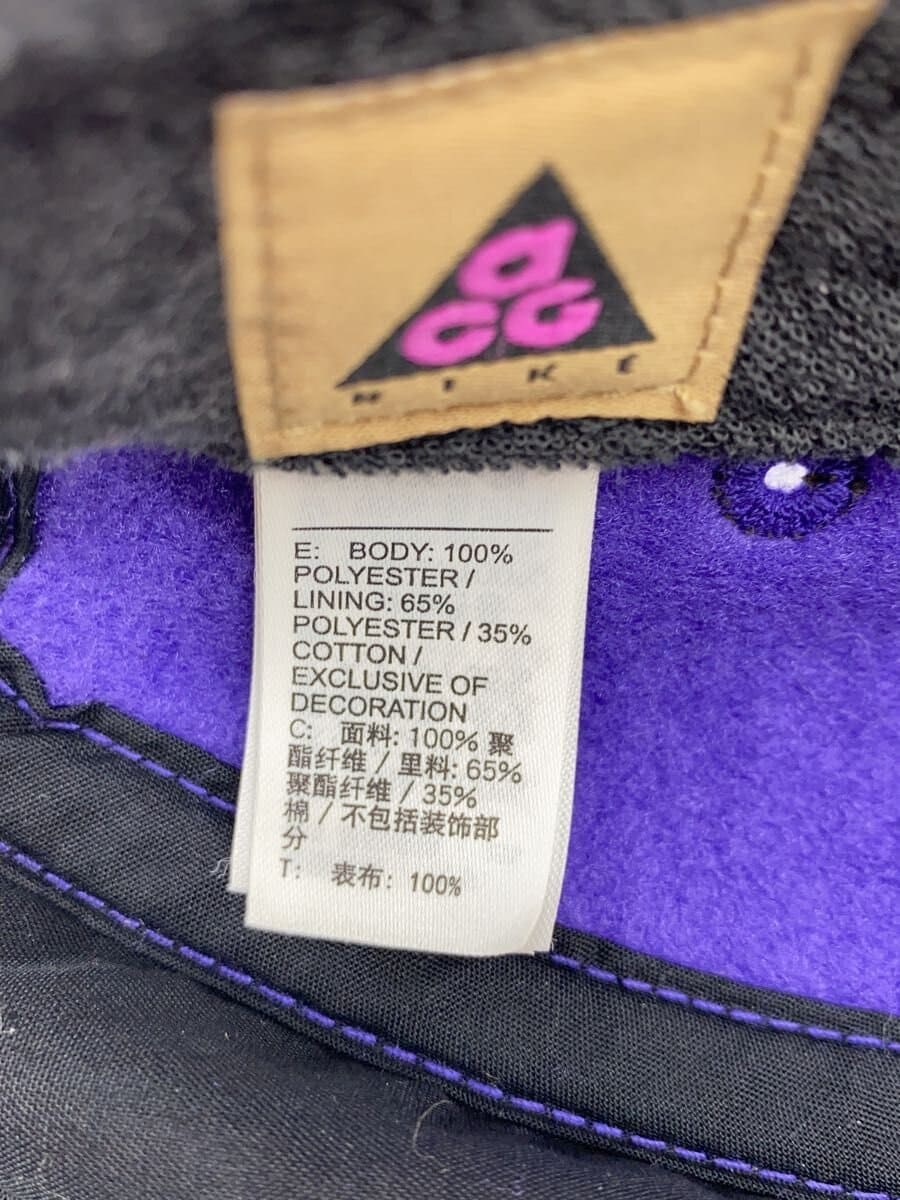 acg
NIKE
E: BODY: 100%
POLYESTER /
LINING: 65%
POLYESTER / 35%
COTTON /
EXCLUSIVE OF
DECORATION
C: 面料: 100% 聚
酯纤维 / 里料: 65%
聚酯纤维 / 35%
棉 / 不包括装饰部
分
T: 表布: 100%